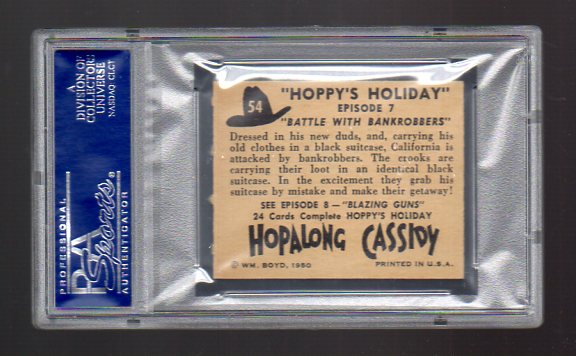 A
DIVISION OF
COLLECTORS
UNIVERSE
NASDAQ: CLCT
PSA
Sports
®
PROFESSIONAL
AUTHENTICATOR
54
"HOPPY'S HOLIDAY"
EPISODE 7
"BATTLE WITH BANKROBBERS"
Dressed in his new duds, and, carrying his
old clothes in a black suitcase, California is
attacked by bankrobbers. The crooks are
carrying their loot in an identical black
suitcase. In the excitement they grab his
suitcase by mistake and make their getaway!
SEE EPISODE 8 — "BLAZING GUNS"
24 Cards Complete HOPPY'S HOLIDAY
HOPALONG CASSIDY
© WM. BOYD, 1950 PRINTED IN U.S.A.